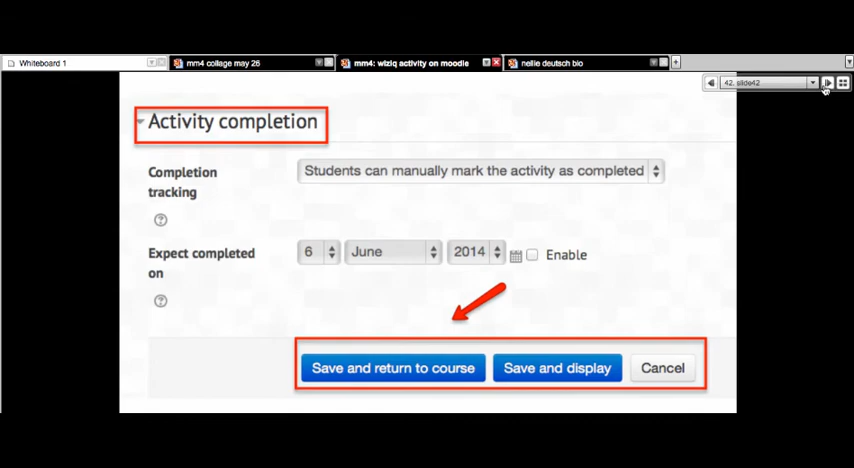 Whiteboard 1
mm4 collage may 26
mm4: wiziq activity on moodle
nellie deutsch bio
42. slide42
Activity completion
Completion tracking
Students can manually mark the activity as completed
Expect completed on
6 June 2014 Enable
Save and return to course Save and display Cancel